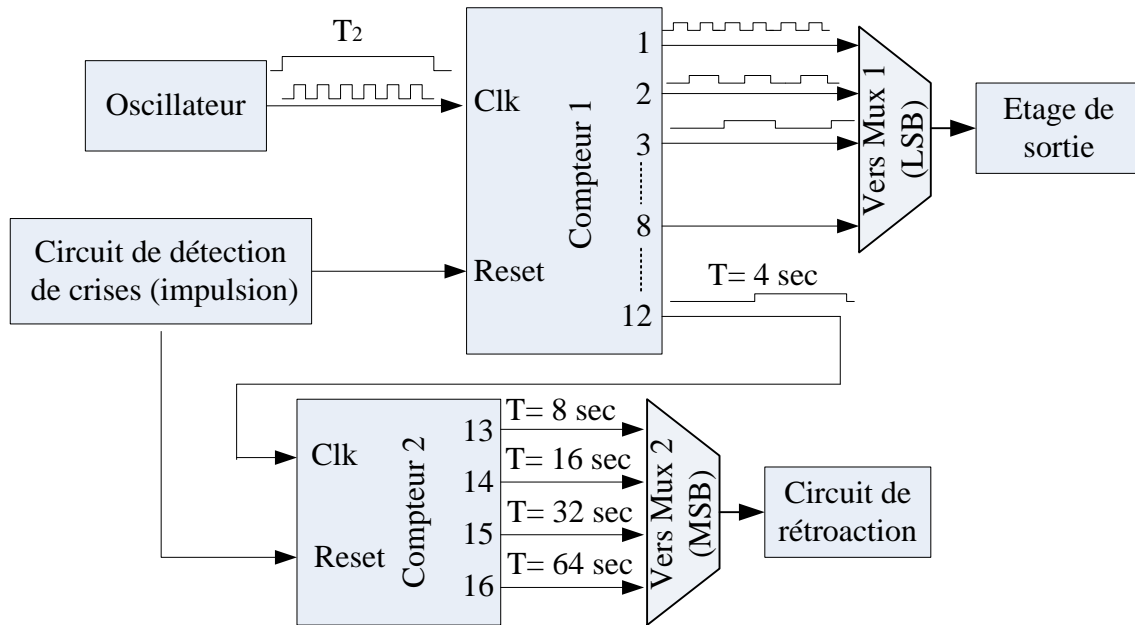 T2
Oscillateur
Clk
Reset
Compteur 1
1
2
3
8
12
Vers Mux 1
(LSB)
Etage de
sortie
Circuit de détection
de crises (impulsion)
T= 4 sec
Clk
Reset
Compteur 2
13
14
15
16
T= 8 sec
T= 16 sec
T= 32 sec
T= 64 sec
Vers Mux 2
(MSB)
Circuit de
rétroaction